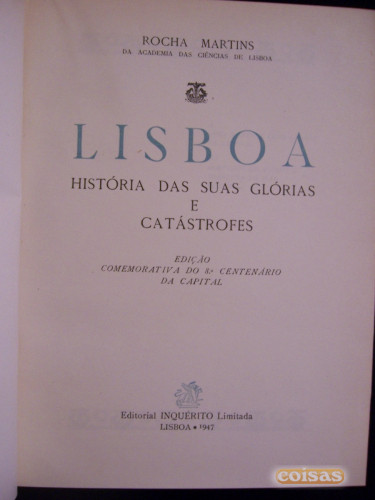 ROCHA MARTINS
DA ACADEMIA DAS CIÊNCIAS DE LISBOA
LISBOA
HISTÓRIA DAS SUAS GLÓRIAS
E
CATÁSTROFES
EDIÇÃO
COMEMORATIVA DO 8.º CENTENÁRIO
DA CAPITAL
Editorial INQUÉRITO Limitada
LISBOA • 1947
coisas